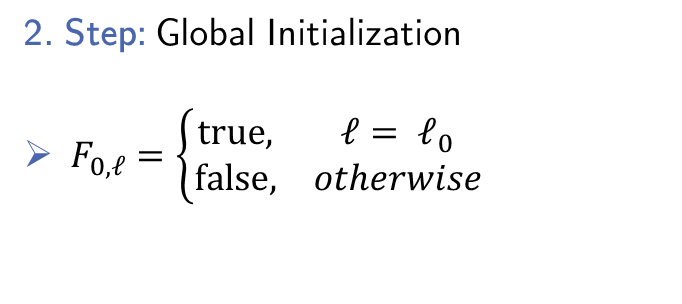 2. Step: Global Initialization
➢ F₀,ℓ = { true, ℓ = ℓ₀
false, otherwise